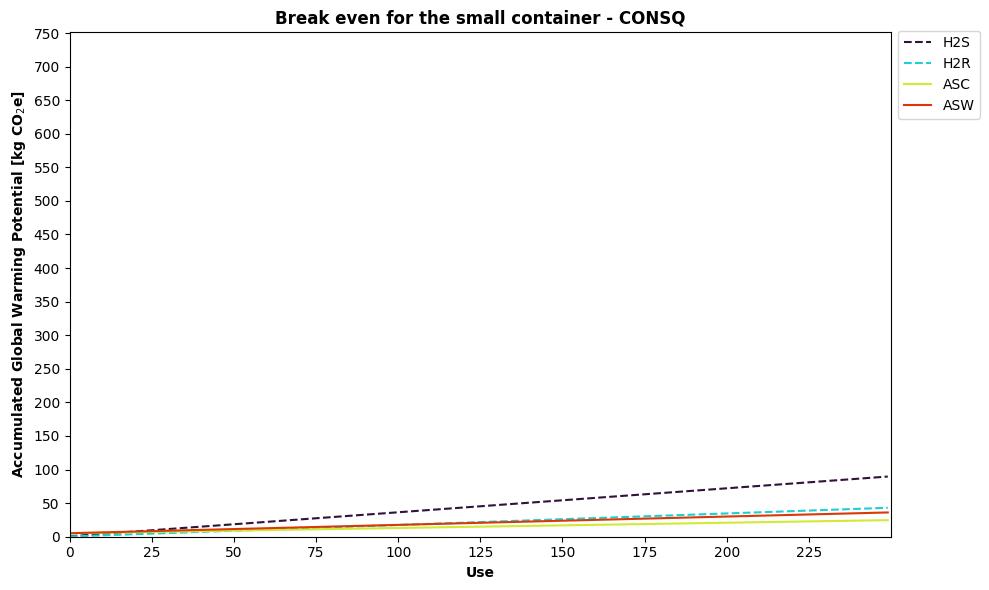 Break even for the small container - CONSQ
H2S
H2R
ASC
ASW
Accumulated Global Warming Potential [kg CO₂e]
750
700
650
600
550
500
450
400
350
300
250
200
150
100
50
0
0 25 50 75 100 125 150 175 200 225
Use